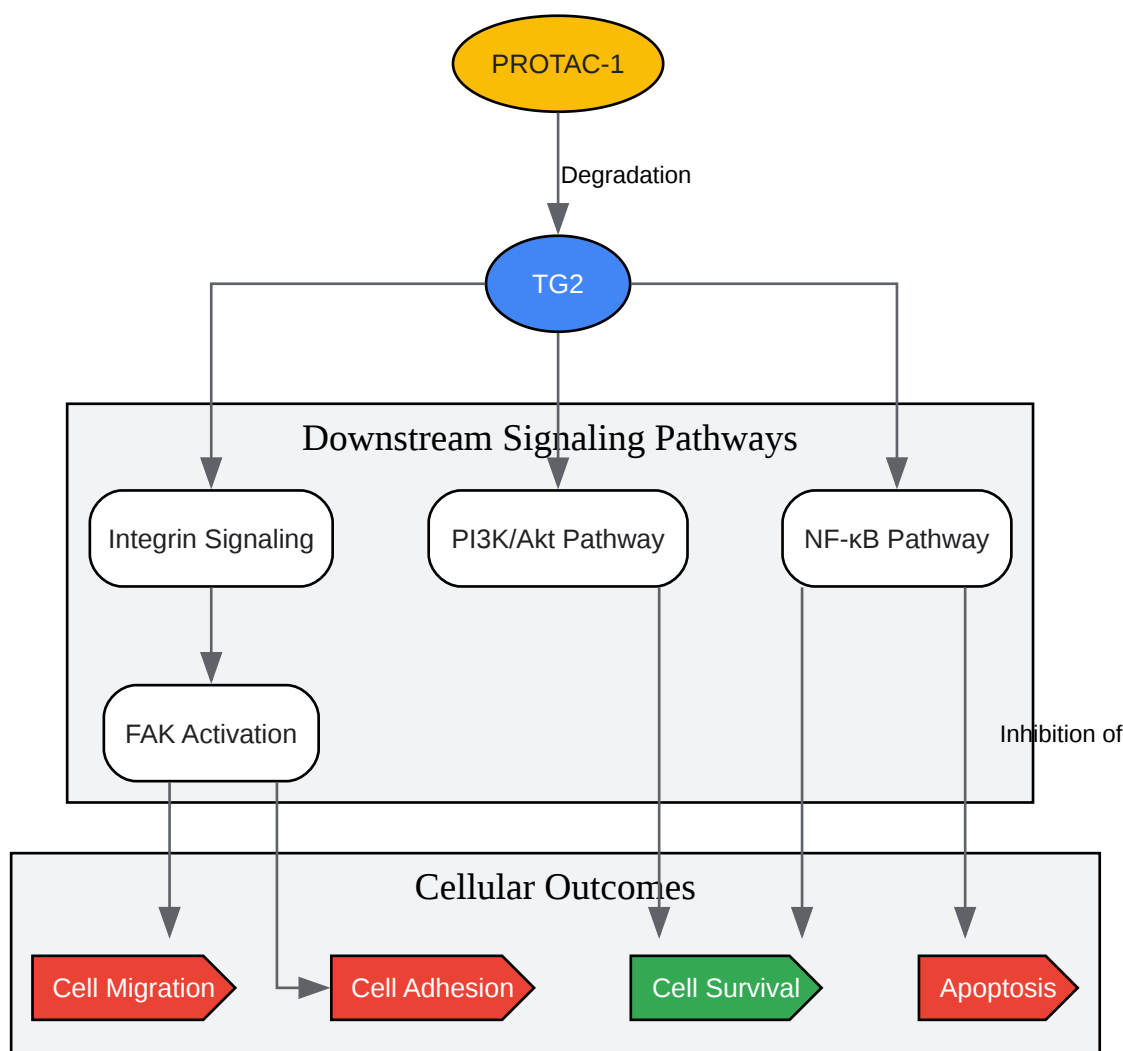 PROTAC-1
Degradation
TG2
Downstream Signaling Pathways
Integrin Signaling
PI3K/Akt Pathway
NF-κB Pathway
FAK Activation
Inhibition of
Cellular Outcomes
Cell Migration
Cell Adhesion
Cell Survival
Apoptosis